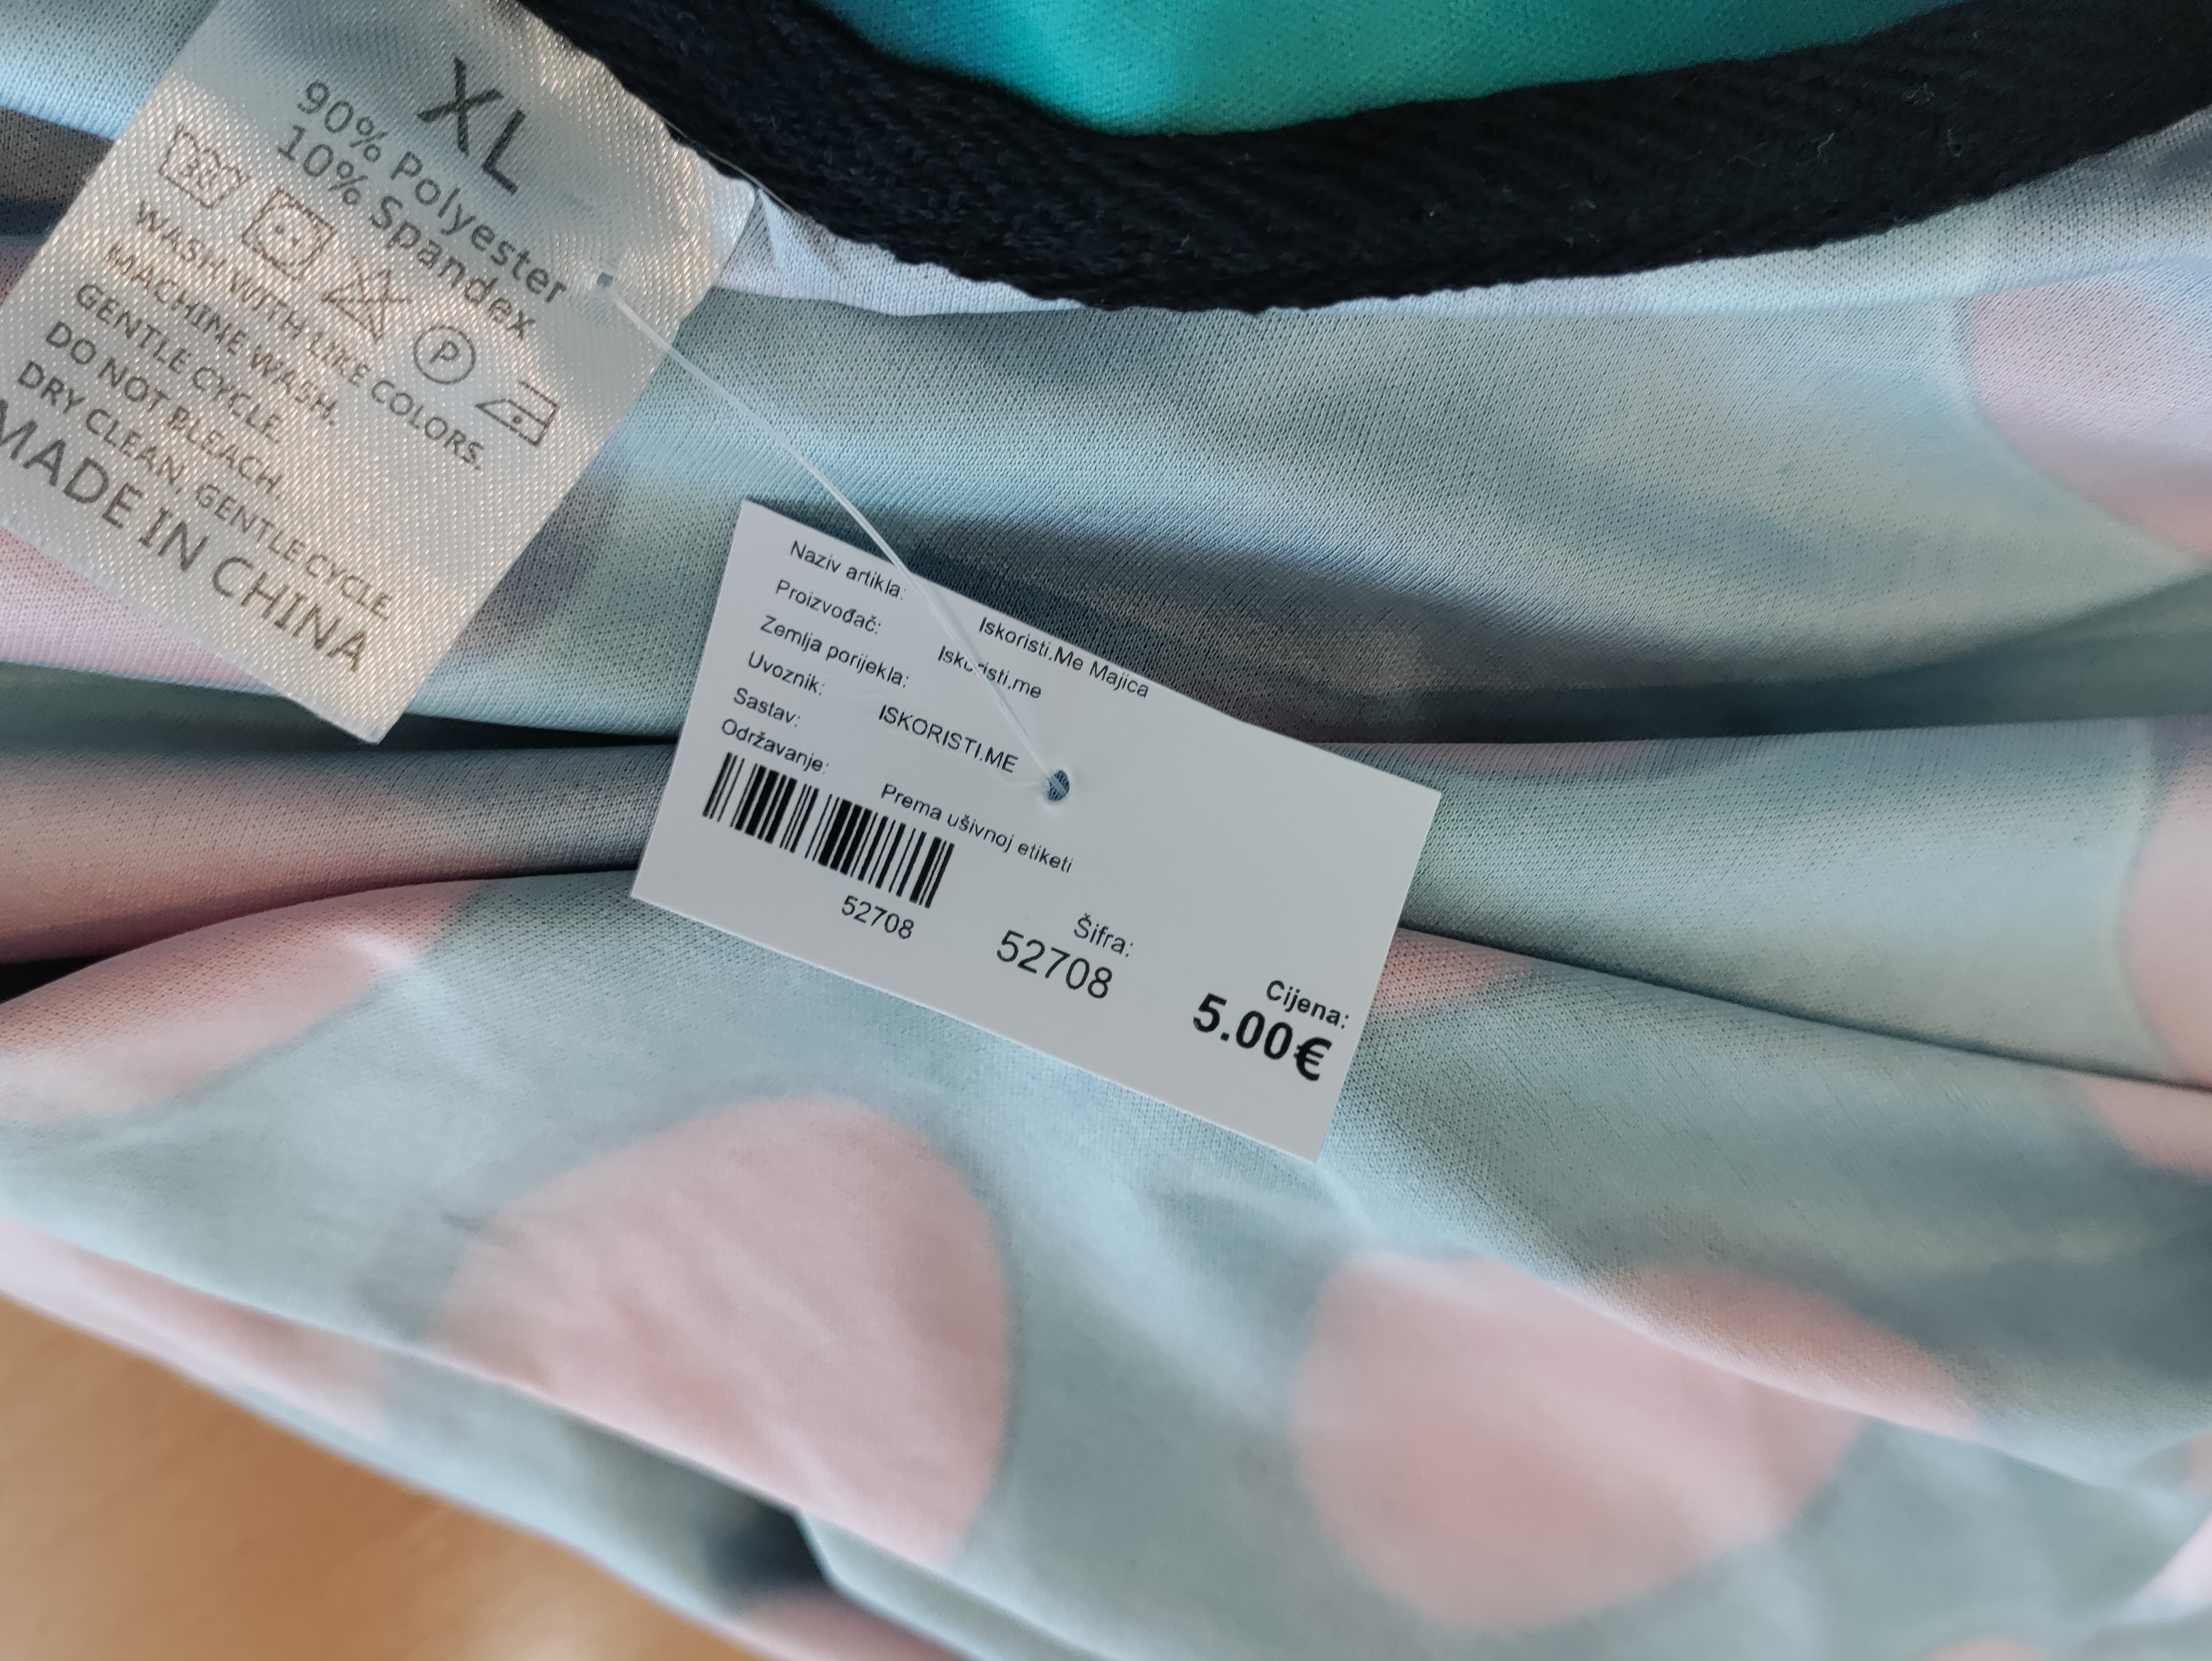 XL
90% Polyester
10% Spandex
P
WASH WITH LIKE COLORS.
MACHINE WASH.
GENTLE CYCLE.
DO NOT BLEACH.
DRY CLEAN, GENTLE CYCLE.
MADE IN CHINA
Naziv artikla: Iskoristi.Me Majica
Proizvođač: Iskoristi.me
Zemlja porijekla:
Uvoznik: ISKORISTI.ME
Sastav:
Održavanje: Prema ušivnoj etiketi
52708
Šifra:
52708
Cijena:
5.00€